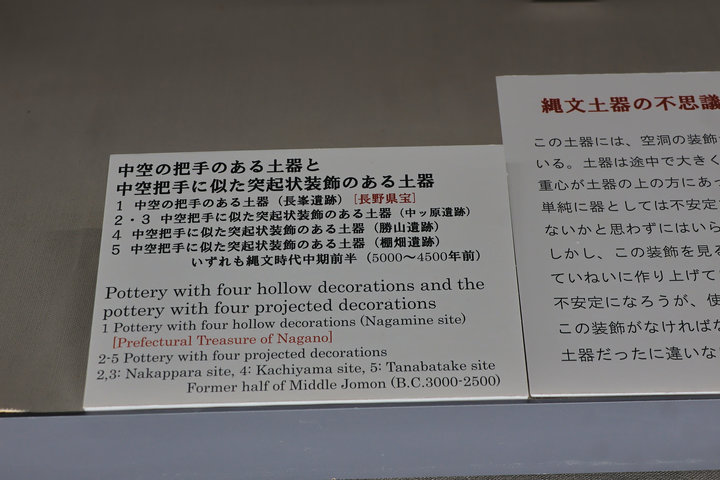 中空の把手のある土器と
中空把手に似た突起状装飾のある土器
1 中空の把手のある土器（長峯遺跡）[長野県宝]
2・3 中空把手に似た突起状装飾のある土器（中ッ原遺跡）
4 中空把手に似た突起状装飾のある土器（勝山遺跡）
5 中空把手に似た突起状装飾のある土器（棚畑遺跡）
いずれも縄文時代中期前半（5000〜4500年前）
Pottery with four hollow decorations and the
pottery with four projected decorations
1 Pottery with four hollow decorations (Nagamine site)
[Prefectural Treasure of Nagano]
2-5 Pottery with four projected decorations
2,3: Nakappara site, 4: Kachiyama site, 5: Tanabatake site
Former half of Middle Jomon (B.C.3000-2500)
縄文土器の不思議
この土器には、空洞の装飾
いる。土器は途中で大きく
重心が土器の上の方にあっ
単純に器としては不安定
ないかと思わずにはいら
しかし、この装飾を見る
ていねいに作り上げて
不安定になろうが、使
この装飾がなければな
土器だったに違いな